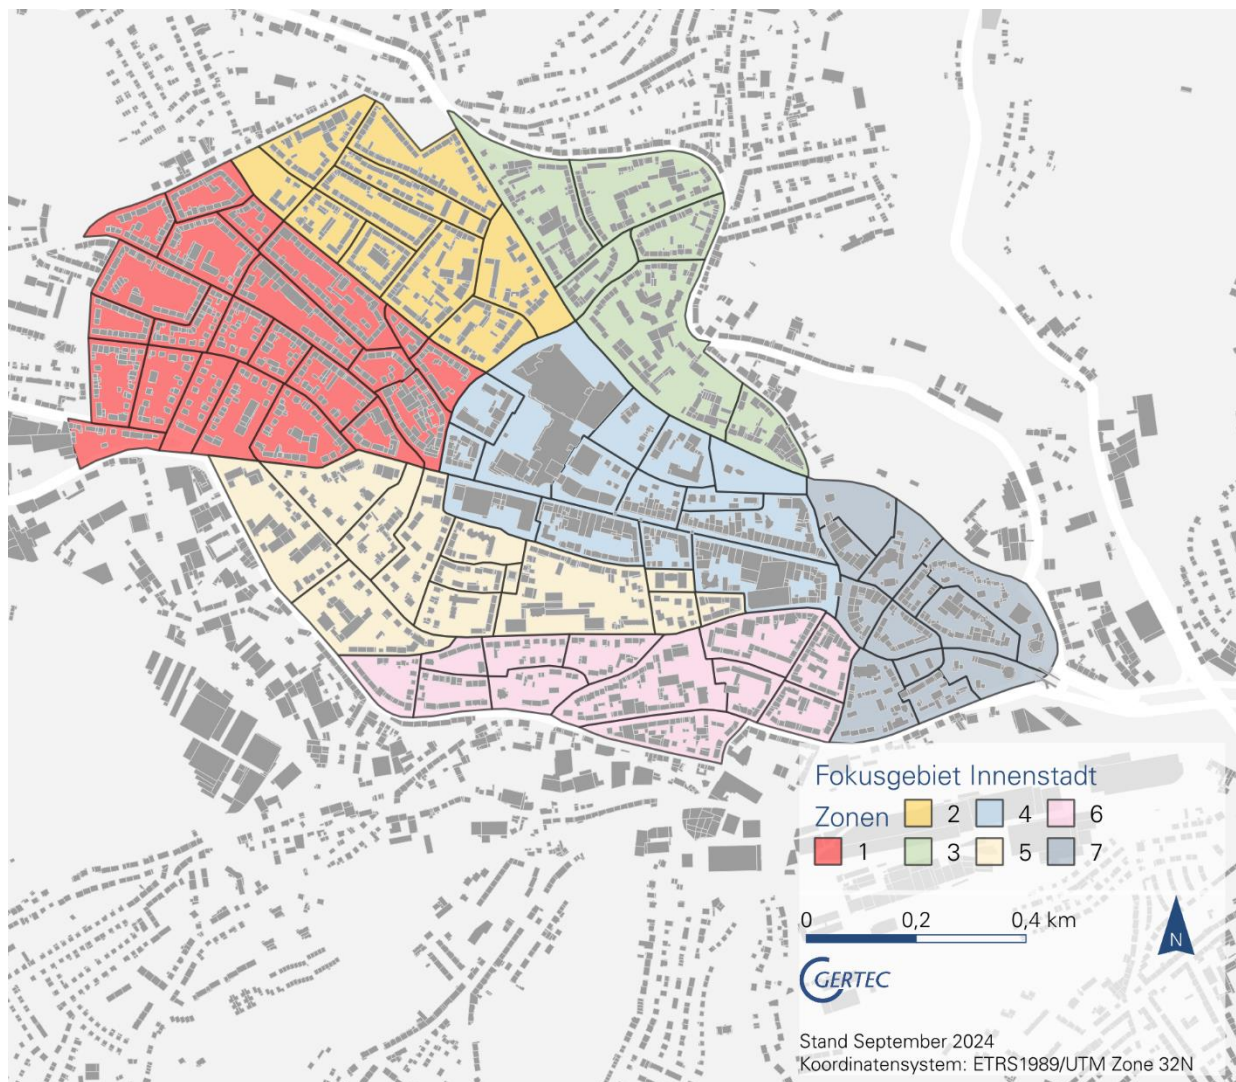 Fokusgebiet Innenstadt
Zonen 2 4 6
1 3 5 7
0 0,2 0,4 km
N
GERTEC
Stand September 2024
Koordinatensystem: ETRS1989/UTM Zone 32N